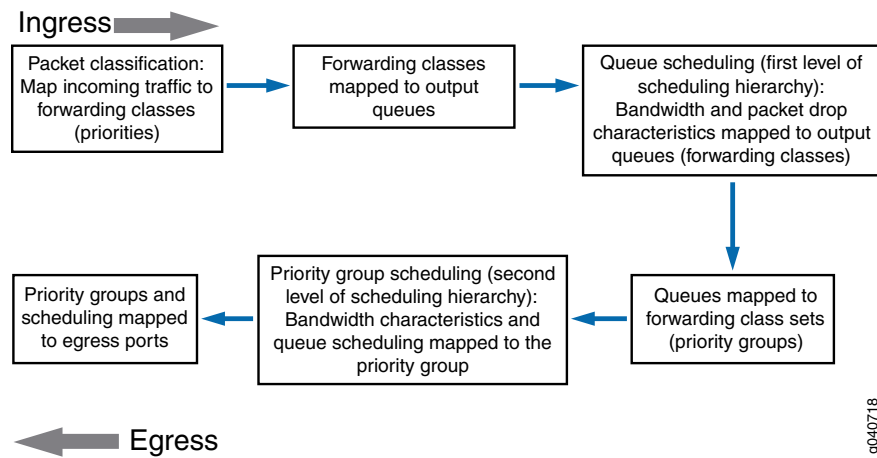 Ingress
Packet classification:
Map incoming traffic to
forwarding classes
(priorities)
Forwarding classes
mapped to output
queues
Queue scheduling (first level of
scheduling hierarchy):
Bandwidth and packet drop
characteristics mapped to output
queues (forwarding classes)
Queues mapped to
forwarding class sets
(priority groups)
Priority group scheduling (second
level of scheduling hierarchy):
Bandwidth characteristics and
queue scheduling mapped to the
priority group
Priority groups and
scheduling mapped
to egress ports
Egress
g040718